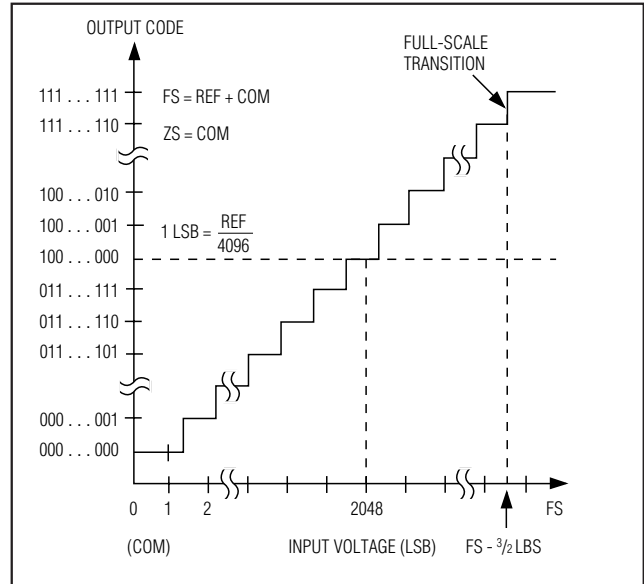 OUTPUT CODE
FULL-SCALE
TRANSITION
111 . . . 111
FS = REF + COM
111 . . . 110
ZS = COM
100 . . . 010
100 . . . 001
1 LSB = REF
4096
100 . . . 000
011 . . . 111
011 . . . 110
011 . . . 101
000 . . . 001
000 . . . 000
0 1 2 2048 FS
(COM) INPUT VOLTAGE (LSB) FS - 3/2 LBS